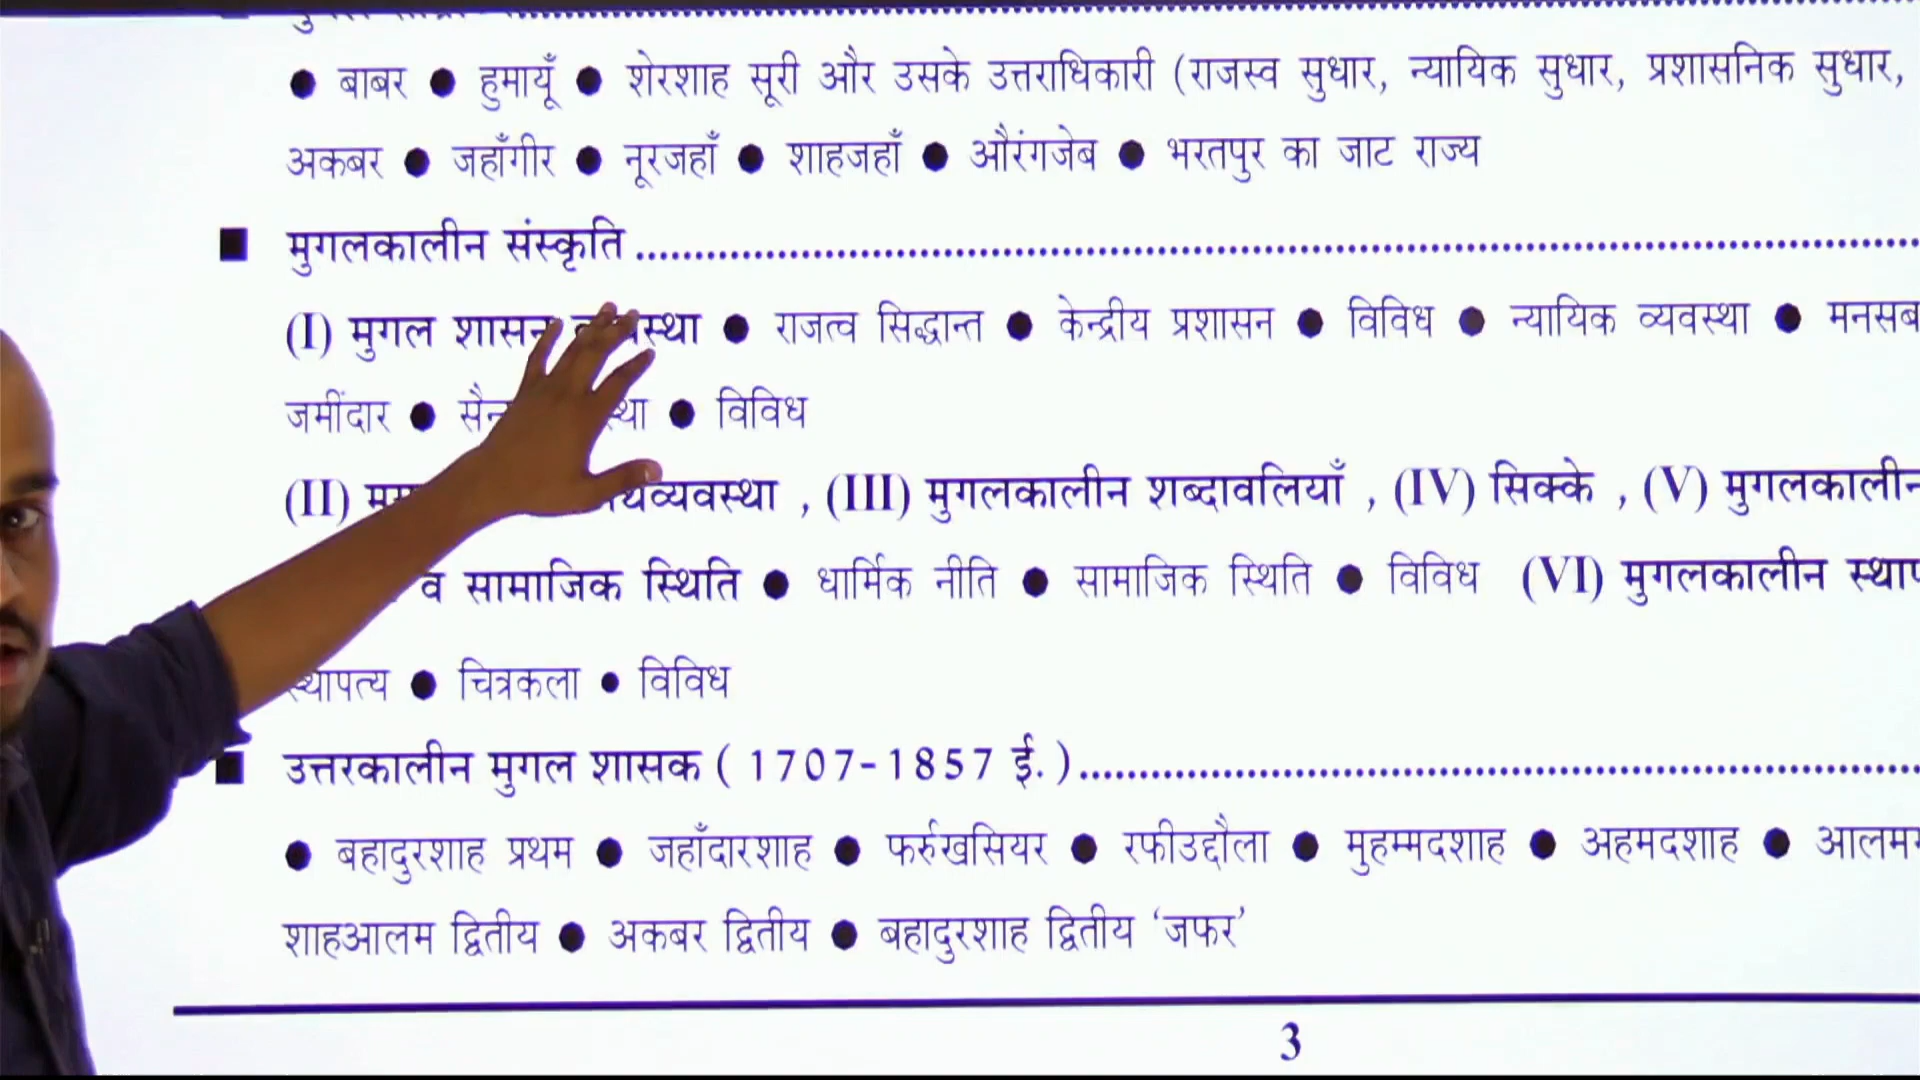 ● बाबर ● हुमायूँ ● शेरशाह सूरी और उसके उत्तराधिकारी (राजस्व सुधार, न्यायिक सुधार, प्रशासनिक सुधार,
अकबर ● जहाँगीर ● नूरजहाँ ● शाहजहाँ ● औरंगजेब ● भरतपुर का जाट राज्य
■ मुगलकालीन संस्कृति
(I) मुगल शासन ● राजत्व सिद्धान्त ● केन्द्रीय प्रशासन ● विविध ● न्यायिक व्यवस्था ● मनसब
जमींदार ● ● विविध
(II) , (III) मुगलकालीन शब्दावलियाँ , (IV) सिक्के , (V) मुगलकालीन
व सामाजिक स्थिति ● धार्मिक नीति ● सामाजिक स्थिति ● विविध (VI) मुगलकालीन
स्थापत्य ● चित्रकला ● विविध
■ उत्तरकालीन मुगल शासक ( 1707-1857 ई. )
● बहादुरशाह प्रथम ● जहाँदारशाह ● फर्रुखसियर ● रफीउद्दौला ● मुहम्मदशाह ● अहमदशाह ●
शाहआलम द्वितीय ● अकबर द्वितीय ● बहादुरशाह द्वितीय ‘जफर’
3